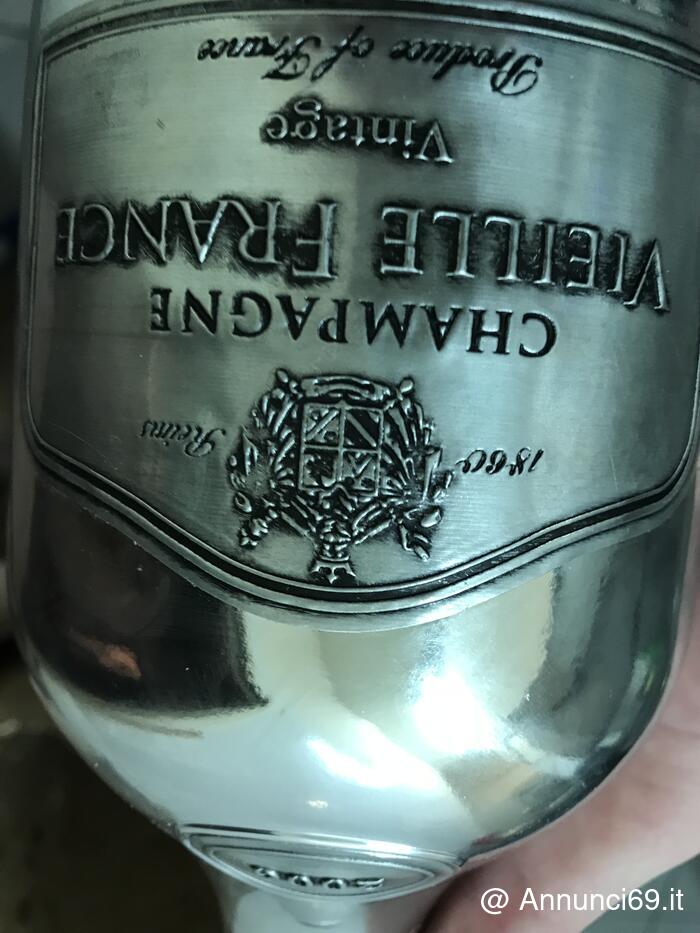 1860 Reims
CHAMPAGNE
VIEILLE FRANCE
Vintage
Produce of France
@ Annunci69.it